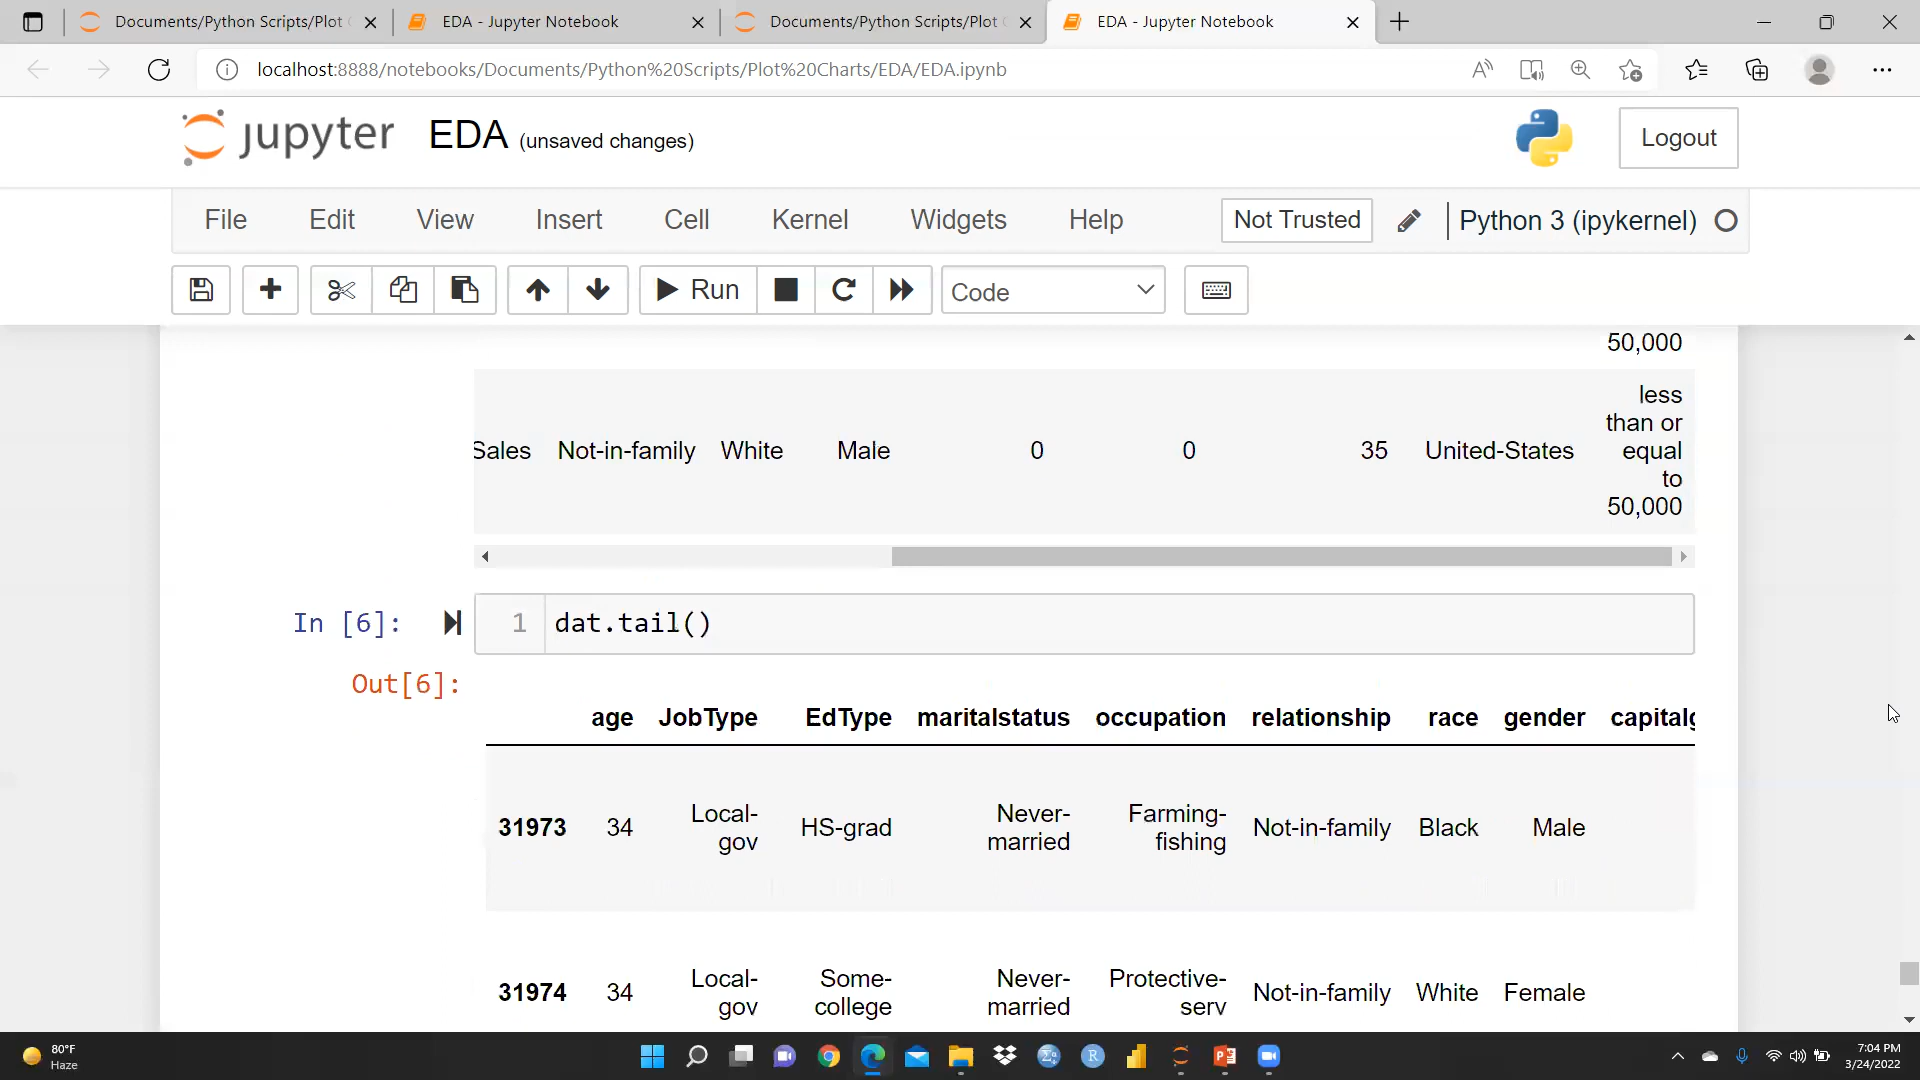 Documents/Python Scripts/Plot
EDA - Jupyter Notebook
Documents/Python Scripts/Plot
EDA - Jupyter Notebook
localhost:8888/notebooks/Documents/Python%20Scripts/Plot%20Charts/EDA/EDA.ipynb
jupyter EDA (unsaved changes)
Logout
File Edit View Insert Cell Kernel Widgets Help Not Trusted Python 3 (ipykernel)
Run Code
50,000
Sales Not-in-family White Male 0 0 35 United-States less
than or
equal
to
50,000
In [6]: 1 dat.tail()
Out[6]:
age JobType EdType maritalstatus occupation relationship race gender capitalg
31973 34 Local-gov HS-grad Never-married Farming-fishing Not-in-family Black Male
31974 34 Local-gov Some-college Never-married Protective-serv Not-in-family White Female
80°F
Haze
7:04 PM
3/24/2022